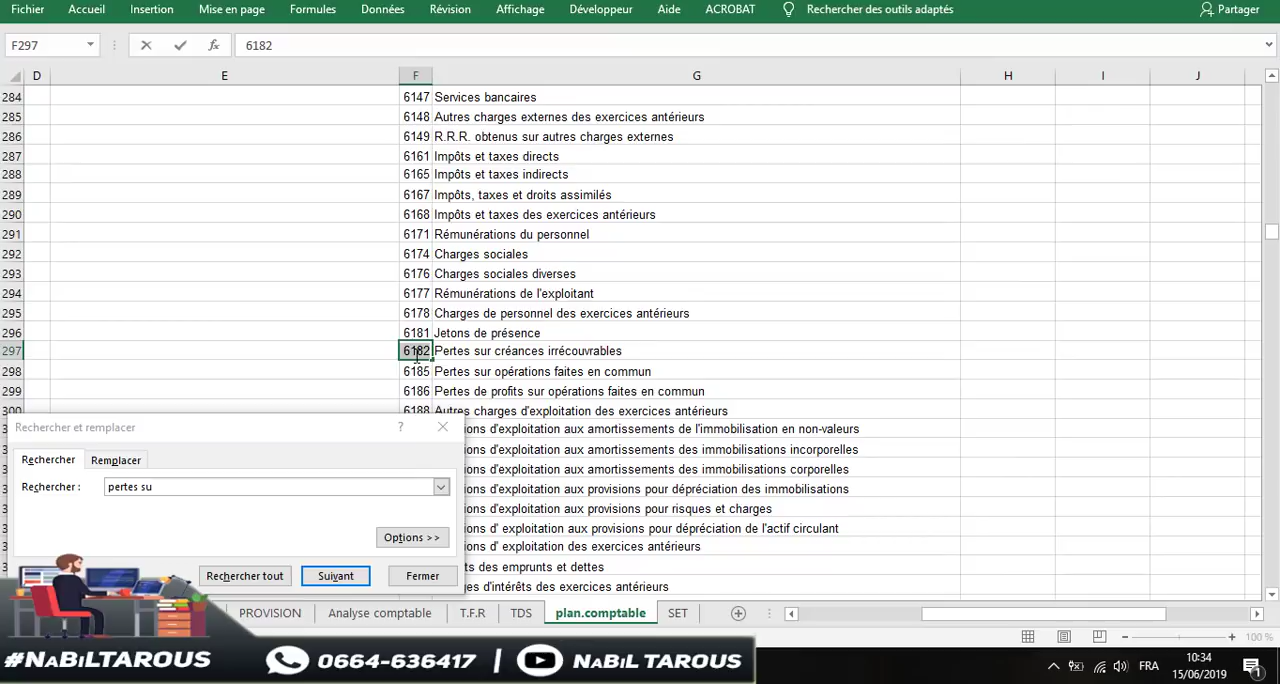 Fichier Accueil Insertion Mise en page Formules Données Révision Affichage Développeur Aide ACROBAT Rechercher des outils adaptés Partager
F297 fx 6182
D E F G H I J
284 6147 Services bancaires
285 6148 Autres charges externes des exercices antérieurs
286 6149 R.R.R. obtenus sur autres charges externes
287 6161 Impôts et taxes directs
288 6165 Impôts et taxes indirects
289 6167 Impôts, taxes et droits assimilés
290 6168 Impôts et taxes des exercices antérieurs
291 6171 Rémunérations du personnel
292 6174 Charges sociales
293 6176 Charges sociales diverses
294 6177 Rémunérations de l'exploitant
295 6178 Charges de personnel des exercices antérieurs
296 6181 Jetons de présence
297 6182 Pertes sur créances irrécouvrables
298 6185 Pertes sur opérations faites en commun
299 6186 Pertes de profits sur opérations faites en commun
300 6188 Autres charges d'exploitation des exercices antérieurs
ions d'exploitation aux amortissements de l'immobilisation en non-valeurs
ions d'exploitation aux amortissements des immobilisations incorporelles
ions d'exploitation aux amortissements des immobilisations corporelles
ions d'exploitation aux provisions pour dépréciation des immobilisations
ions d'exploitation aux provisions pour risques et charges
ions d' exploitation aux provisions pour dépréciation de l'actif circulant
ions d' exploitation des exercices antérieurs
ts des emprunts et dettes
es d'intérêts des exercices antérieurs
Rechercher et remplacer ?
Rechercher Remplacer
Rechercher : pertes su
Options >>
Rechercher tout Suivant Fermer
PROVISION Analyse comptable T.F.R TDS plan.comptable SET
100 %
#NABILTAROUS 0664-636417 | NABIL TAROUS
FRA 10:34
15/06/2019 1